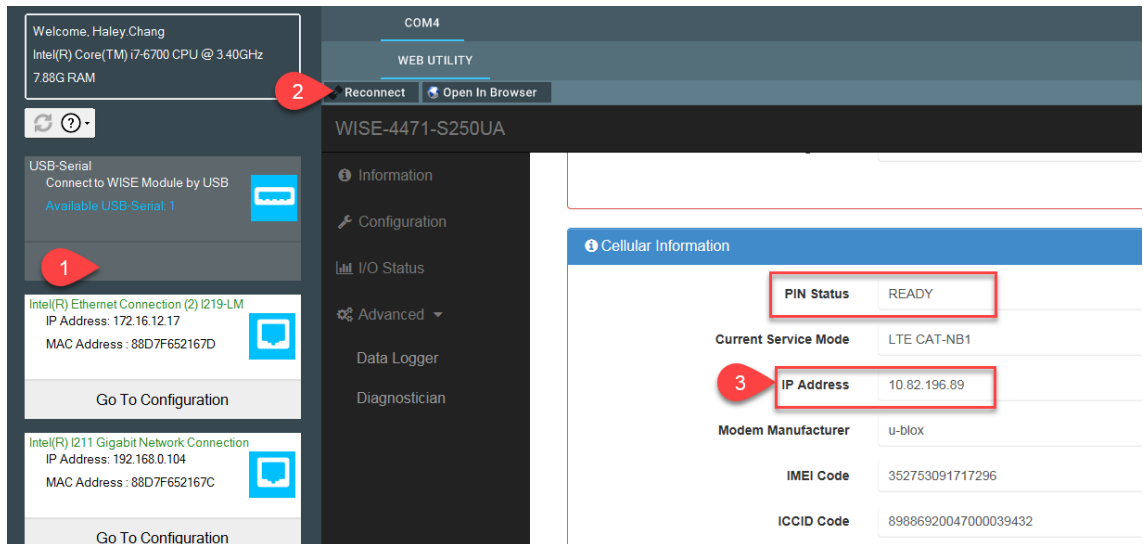 Welcome, Haley.Chang
Intel(R) Core(TM) i7-6700 CPU @ 3.40GHz
7.88G RAM
USB-Serial
Connect to WISE Module by USB
Available USB-Serial: 1
1
Intel(R) Ethernet Connection (2) I219-LM
IP Address: 172.16.12.17
MAC Address : 88D7F652167D
Go To Configuration
Intel(R) I211 Gigabit Network Connection
IP Address: 192.168.0.104
MAC Address : 88D7F652167C
Go To Configuration
COM4
WEB UTILITY
2
Reconnect
Open In Browser
WISE-4471-S250UA
Information
Configuration
I/O Status
Advanced
Data Logger
Diagnostician
Cellular Information
PIN Status READY
Current Service Mode LTE CAT-NB1
3 IP Address 10.82.196.89
Modem Manufacturer u-blox
IMEI Code 352753091717296
ICCID Code 89886920047000039432